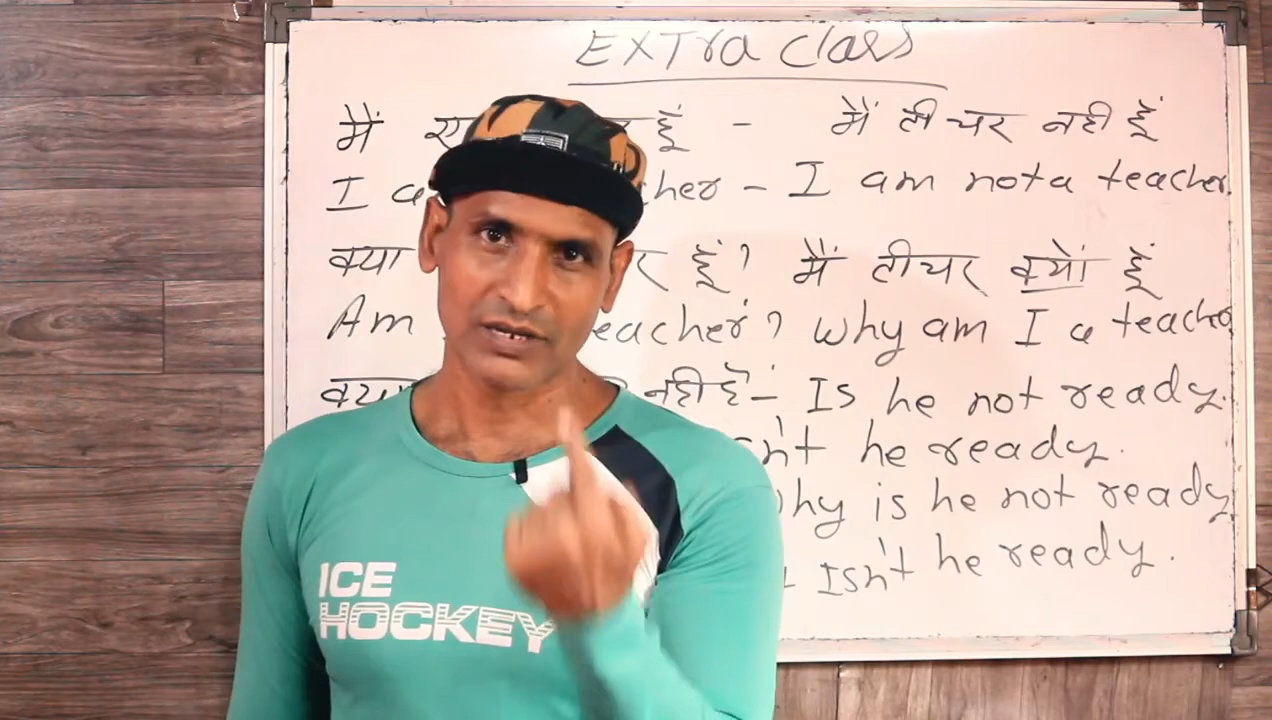 EXTra Class
मैं हूं - मैं टीचर नही हूं
I cher - I am not a teacher.
क्या र हूं? मैं टीचर क्यों हूं
Am eacher? Why am I a teacher
क्या नही है - Is he not ready.
n't he ready.
hy is he not ready
Isn't he ready.
ICE
HOCKEY